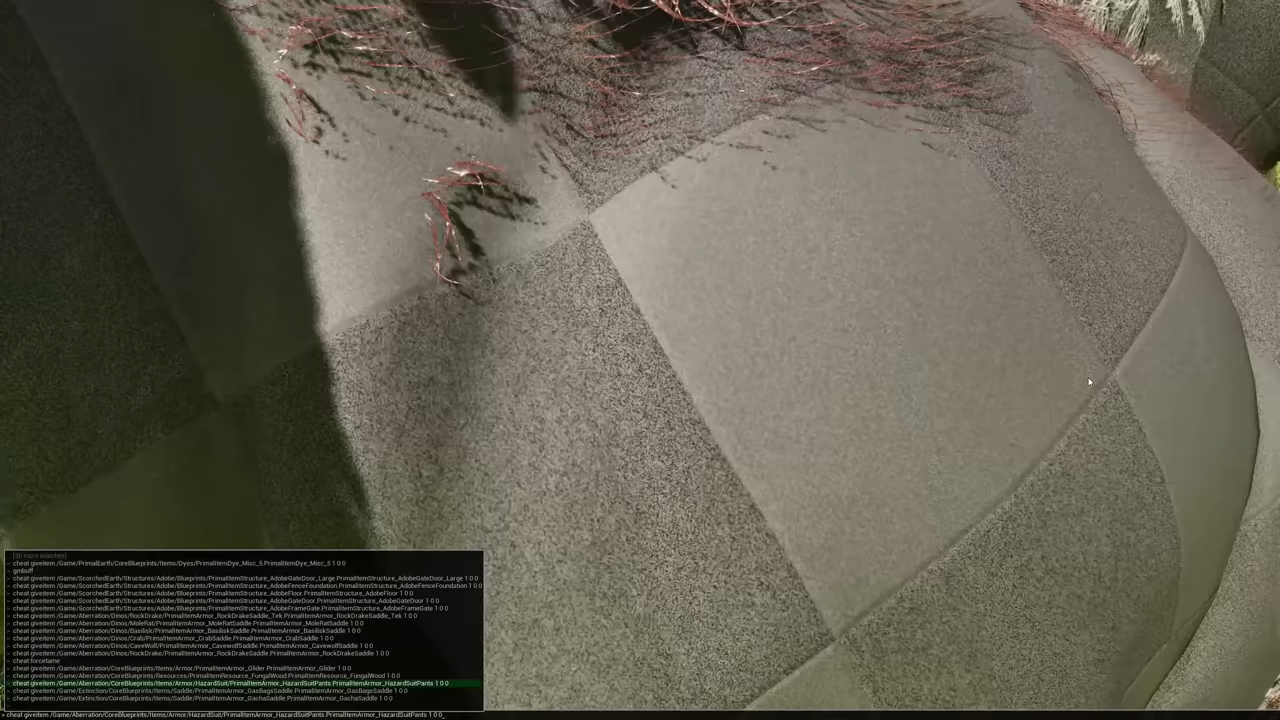 [30 more matches]
> cheat giveitem /Game/PrimalEarth/CoreBlueprints/Items/Dyes/PrimalItemDye_Misc_5.PrimalItemDye_Misc_5 1 0 0
> gmbuff
> cheat giveitem /Game/ScorchedEarth/Structures/Adobe/Blueprints/PrimalItemStructure_AdobeGateDoor_Large.PrimalItemStructure_AdobeGateDoor_Large 1 0 0
> cheat giveitem /Game/ScorchedEarth/Structures/Adobe/Blueprints/PrimalItemStructure_AdobeFenceFoundation.PrimalItemStructure_AdobeFenceFoundation 1 0 0
> cheat giveitem /Game/ScorchedEarth/Structures/Adobe/Blueprints/PrimalItemStructure_AdobeFloor.PrimalItemStructure_AdobeFloor 1 0 0
> cheat giveitem /Game/ScorchedEarth/Structures/Adobe/Blueprints/PrimalItemStructure_AdobeGateDoor.PrimalItemStructure_AdobeGateDoor 1 0 0
> cheat giveitem /Game/ScorchedEarth/Structures/Adobe/Blueprints/PrimalItemStructure_AdobeFrameGate.PrimalItemStructure_AdobeFrameGate 1 0 0
> cheat giveitem /Game/Aberration/Dinos/RockDrake/PrimalItemArmor_RockDrakeSaddle_Tek.PrimalItemArmor_RockDrakeSaddle_Tek 1 0 0
> cheat giveitem /Game/Aberration/Dinos/MoleRat/PrimalItemArmor_MoleRatSaddle.PrimalItemArmor_MoleRatSaddle 1 0 0
> cheat giveitem /Game/Aberration/Dinos/Basilisk/PrimalItemArmor_BasiliskSaddle.PrimalItemArmor_BasiliskSaddle 1 0 0
> cheat giveitem /Game/Aberration/Dinos/Crab/PrimalItemArmor_CrabSaddle.PrimalItemArmor_CrabSaddle 1 0 0
> cheat giveitem /Game/Aberration/Dinos/CaveWolf/PrimalItemArmor_CavewolfSaddle.PrimalItemArmor_CavewolfSaddle 1 0 0
> cheat giveitem /Game/Aberration/Dinos/RockDrake/PrimalItemArmor_RockDrakeSaddle.PrimalItemArmor_RockDrakeSaddle 1 0 0
> cheat forcetame
> cheat giveitem /Game/Aberration/CoreBlueprints/Items/Armor/PrimalItemArmor_Glider.PrimalItemArmor_Glider 1 0 0
> cheat giveitem /Game/Aberration/CoreBlueprints/Resources/PrimalItemResource_FungalWood.PrimalItemResource_FungalWood 1 0 0
> cheat giveitem /Game/Aberration/CoreBlueprints/Items/Armor/HazardSuit/PrimalItemArmor_HazardSuitPants.PrimalItemArmor_HazardSuitPants 1 0 0
> cheat giveitem /Game/Extinction/CoreBlueprints/Items/Saddle/PrimalItemArmor_GasBagsSaddle.PrimalItemArmor_GasBagsSaddle 1 0 0
> cheat giveitem /Game/Extinction/CoreBlueprints/Items/Saddle/PrimalItemArmor_GachaSaddle.PrimalItemArmor_GachaSaddle 1 0 0
> cheat giveitem /Game/Aberration/CoreBlueprints/Items/Armor/HazardSuit/PrimalItemArmor_HazardSuitPants.PrimalItemArmor_HazardSuitPants 1 0 0_